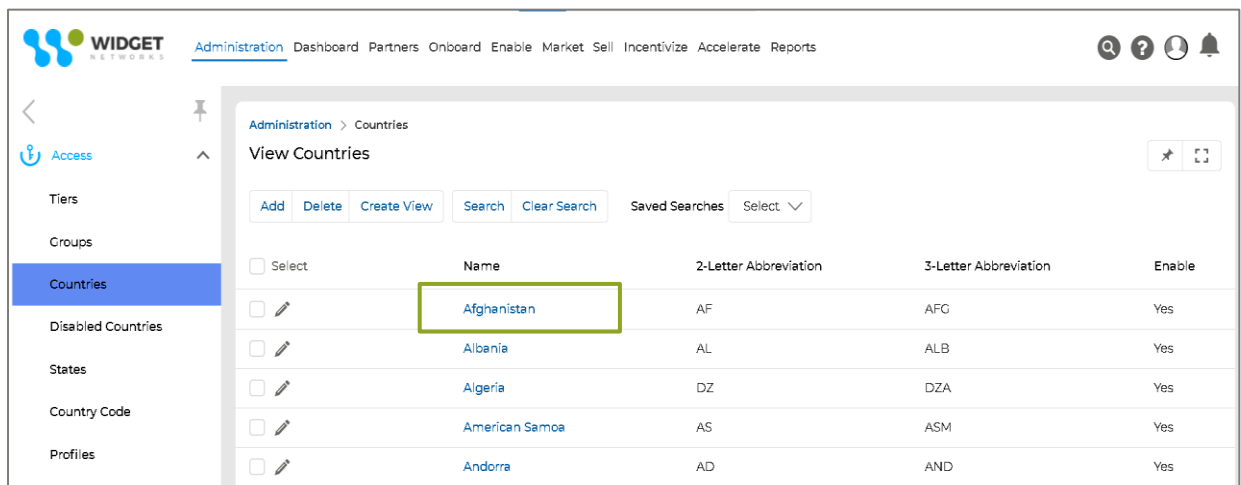 WIDGET
NETWORKS
Administration Dashboard Partners Onboard Enable Market Sell Incentivize Accelerate Reports
Access
Tiers
Groups
Countries
Disabled Countries
States
Country Code
Profiles
Administration > Countries
View Countries
Add Delete Create View Search Clear Search Saved Searches Select
Select Name 2-Letter Abbreviation 3-Letter Abbreviation Enable
Afghanistan AF AFG Yes
Albania AL ALB Yes
Algeria DZ DZA Yes
American Samoa AS ASM Yes
Andorra AD AND Yes